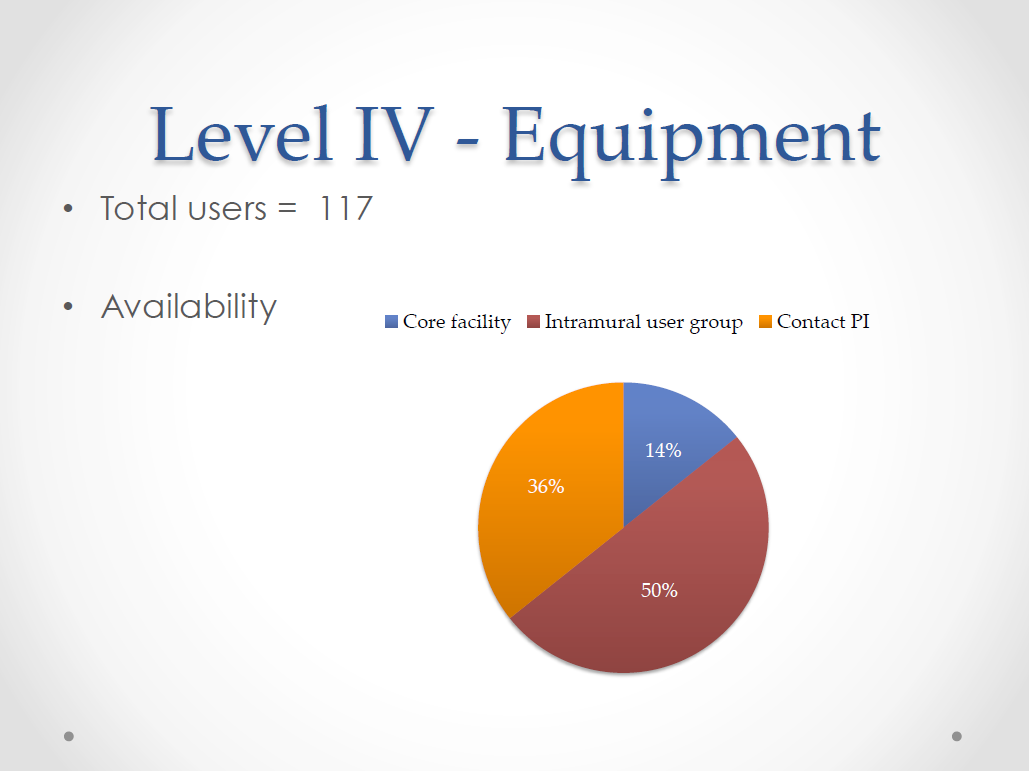 Level IV - Equipment
• Total users = 117
• Availability
Core facility Intramural user group Contact PI
14%
36%
50%